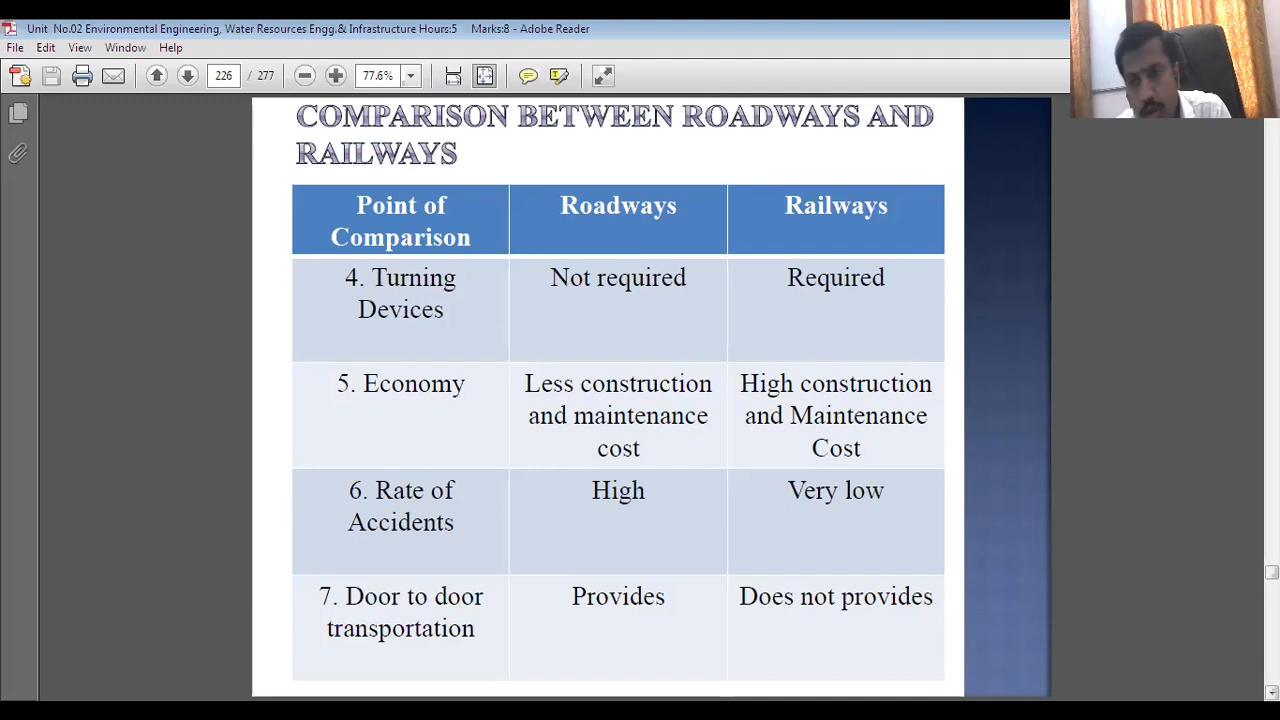 Unit No.02 Environmental Engineering, Water Resources Engg.& Infrastructure Hours:5 Marks:8 - Adobe Reader
File Edit View Window Help
226 / 277 77.6%
COMPARISON BETWEEN ROADWAYS AND
RAILWAYS
Point of
Comparison
Roadways
Railways
4. Turning
Devices
Not required
Required
5. Economy
Less construction
and maintenance
cost
High construction
and Maintenance
Cost
6. Rate of
Accidents
High
Very low
7. Door to door
transportation
Provides
Does not provides